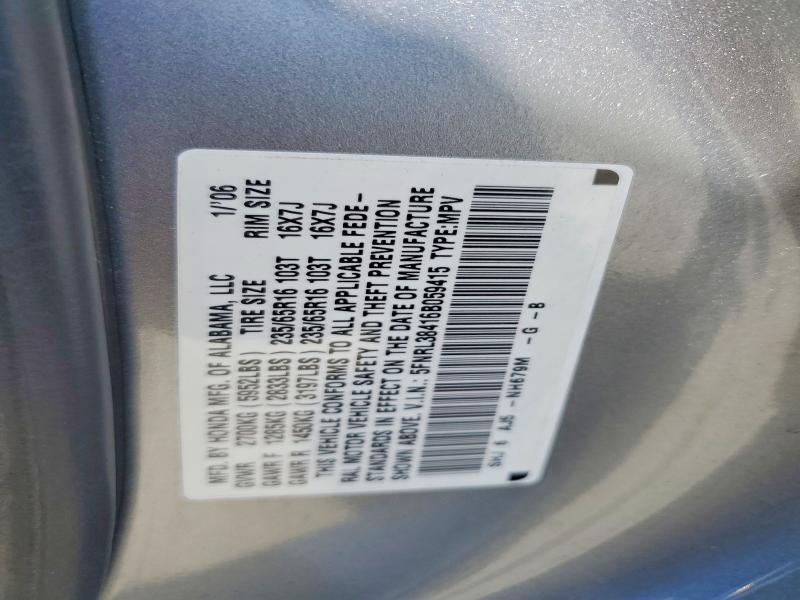 MFD. BY HONDA MFG. OF ALABAMA, LLC 1/'06
GVWR 2700KG (5952LBS) TIRE SIZE RIM SIZE
GAWR F 1285KG (2833LBS) 235/65R16 103T 16X7J
GAWR R 1450KG (3197LBS) 235/65R16 103T 16X7J
THIS VEHICLE CONFORMS TO ALL APPLICABLE FEDE-
RAL MOTOR VEHICLE SAFETY AND THEFT PREVENTION
STANDARDS IN EFFECT ON THE DATE OF MANUFACTURE
SHOWN ABOVE. V.I.N.: 5FNRL38416B059415 TYPE:MPV
SHJ 6 AJ5 -NH679M -G-B